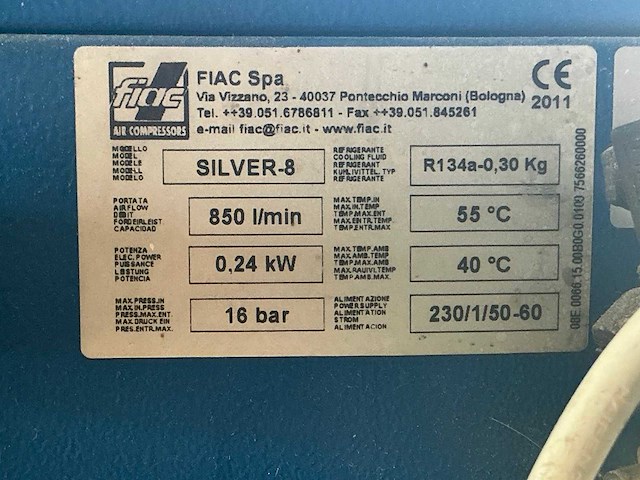 fiac
AIR COMPRESSORS
FIAC Spa
Via Vizzano, 23 - 40037 Pontecchio Marconi (Bologna)
Tel. ++39.051.6786811 - Fax ++39.051.845261
e-mail fiac@fiac.it - www.fiac.it
CE
2011
MODELLO
MODEL
MODELE
MODELL
MODELO
SILVER-8
REFRIGERANTE
COOLING FLUID
REFRIGERANT
KUHLMITTEL TYP
REFRIGERANTE
R134a-0,30 Kg
PORTATA
AIRFLOW
DEBIT
FORDERLEIST
CAPACIDAD
850 l/min
MAX.TEMP.IN
MAX.IN.TEMP
TEMP.MAX.ENT
MAX.ENTR.TEMP.
TEMP.ENTR.MAX
55 °C
POTENZA
ELEC.POWER
PUISSANCE
LEISTUNG
POTENCIA
0,24 kW
MAX.TEMP.AMB
MAX.AMB.TEMP
TEMP.MAX.AMB
TEMP.AMB.MAX.
40 °C
MAX.PRESS.IN
MAX.IN.PRESS
PRESS.MAX.ENT.
MAX.DRUCK EIN
PRES.ENTR.MAX.
16 bar
ALIMENTAZIONE
POWER SUPPLY
ALIMENTATION
STROM
ALIMENTACION
230/1/50-60